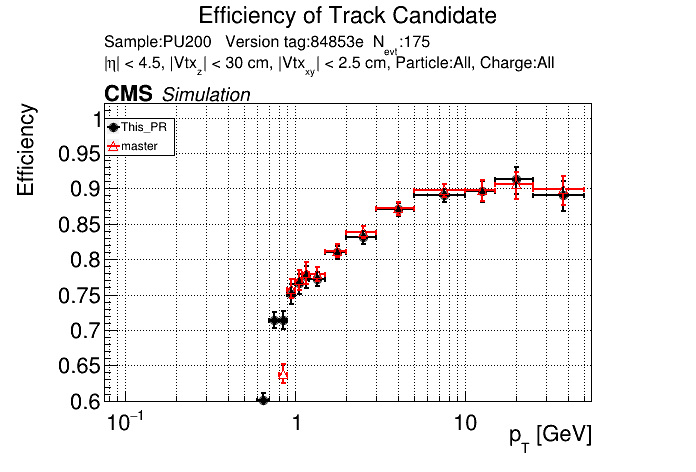 Efficiency of Track Candidate
Sample:PU200 Version tag:84853e N_evt:175
|η| < 4.5, |Vtx_z| < 30 cm, |Vtx_xy| < 2.5 cm, Particle:All, Charge:All
CMS Simulation
Efficiency
1
This_PR
master
0.95
0.9
0.85
0.8
0.75
0.7
0.65
0.6
10⁻¹ 1 10
p_T [GeV]